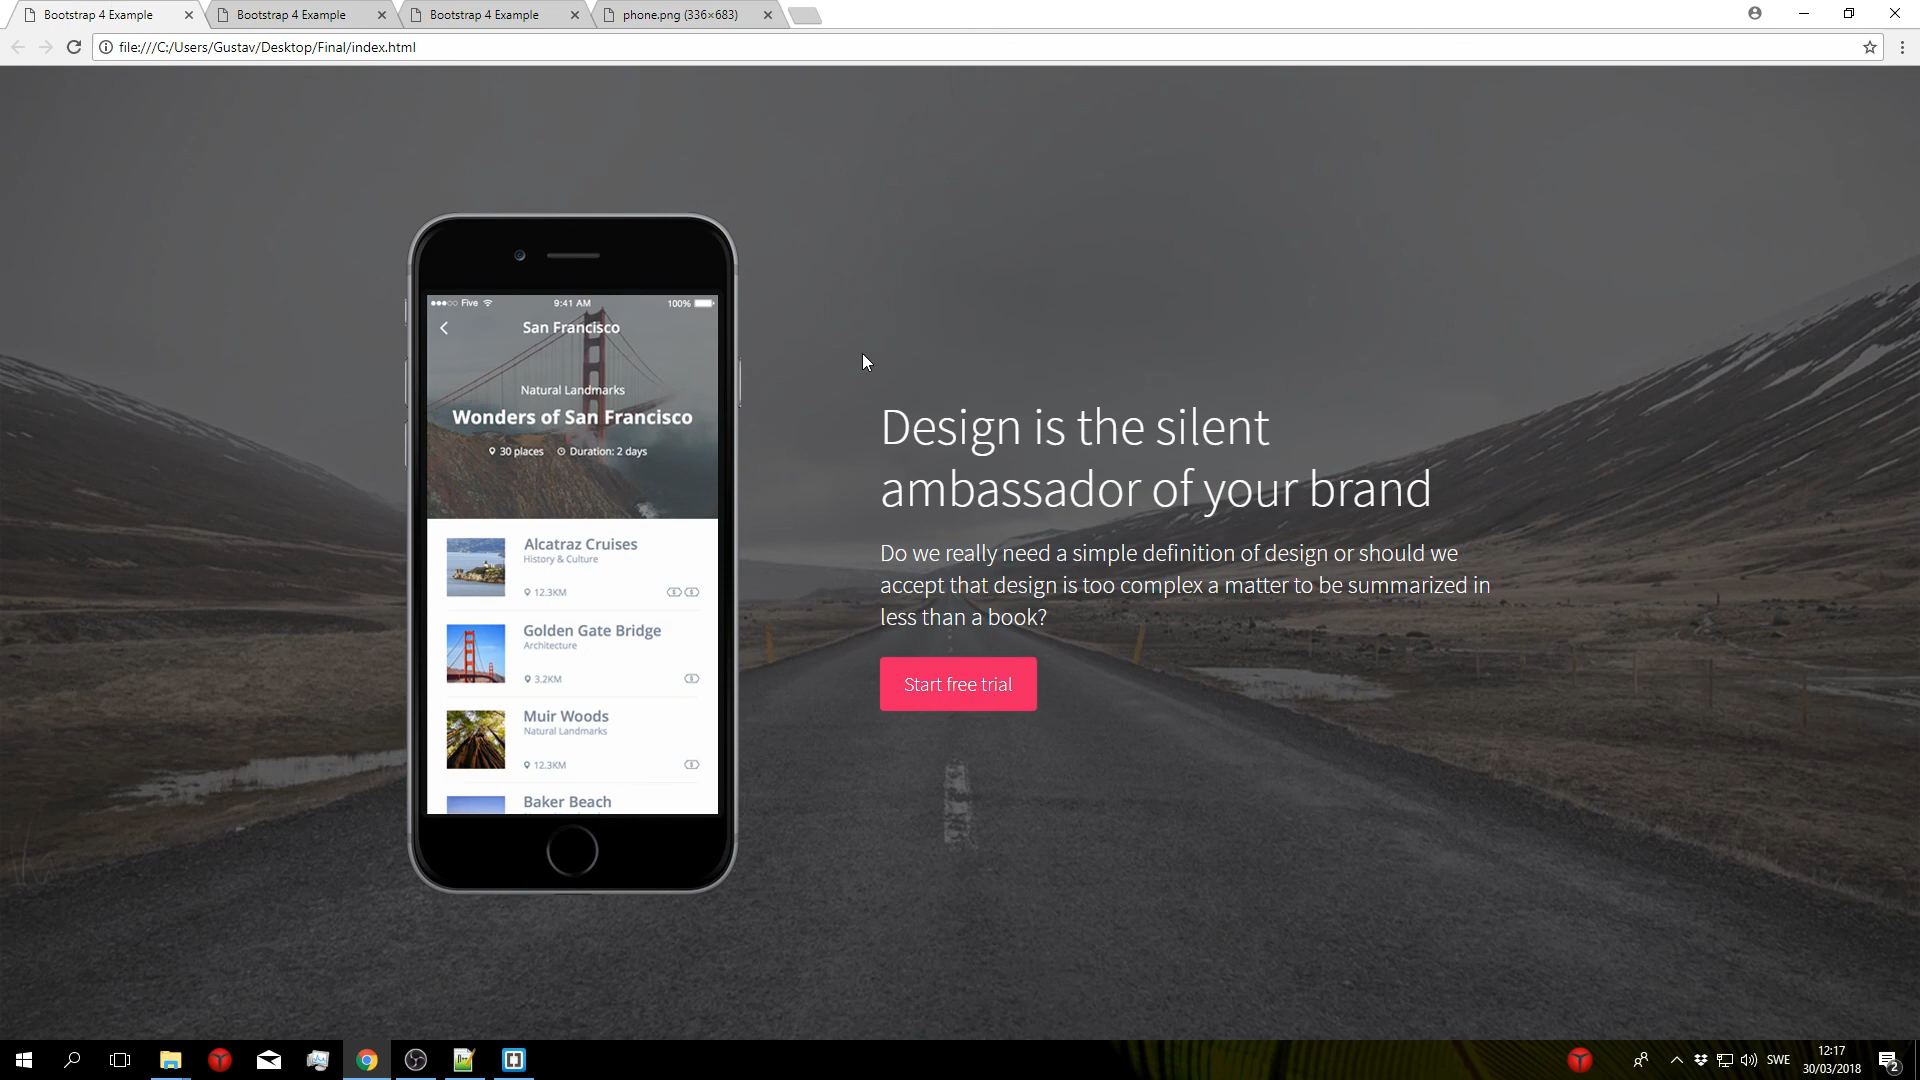 Bootstrap 4 Example
Bootstrap 4 Example
Bootstrap 4 Example
phone.png (336×683)
file:///C:/Users/Gustav/Desktop/Final/index.html
Five
9:41 AM
100%
San Francisco
Natural Landmarks
Wonders of San Francisco
30 places
Duration: 2 days
Alcatraz Cruises
History & Culture
12.3KM
Golden Gate Bridge
Architecture
3.2KM
Muir Woods
Natural Landmarks
12.3KM
Baker Beach
Design is the silent
ambassador of your brand
Do we really need a simple definition of design or should we
accept that design is too complex a matter to be summarized in
less than a book?
Start free trial
SWE
12:17
30/03/2018
2